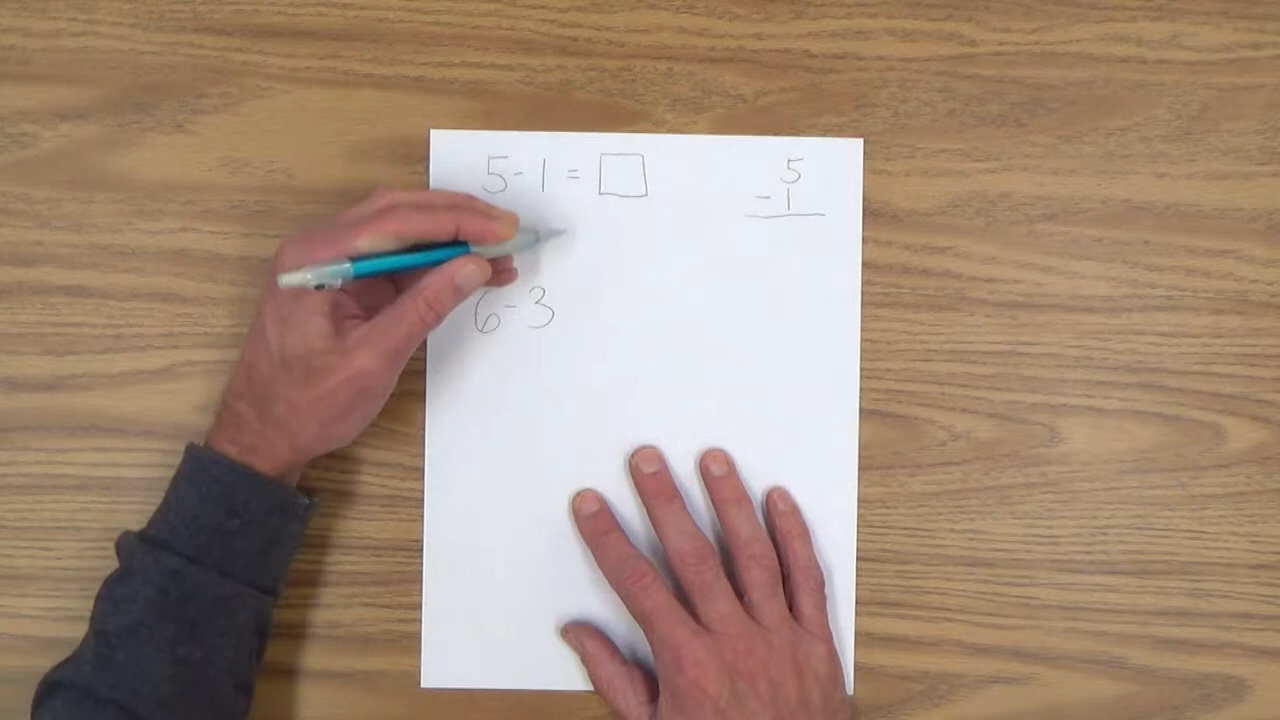 5-1 = □
5
-1
6-3